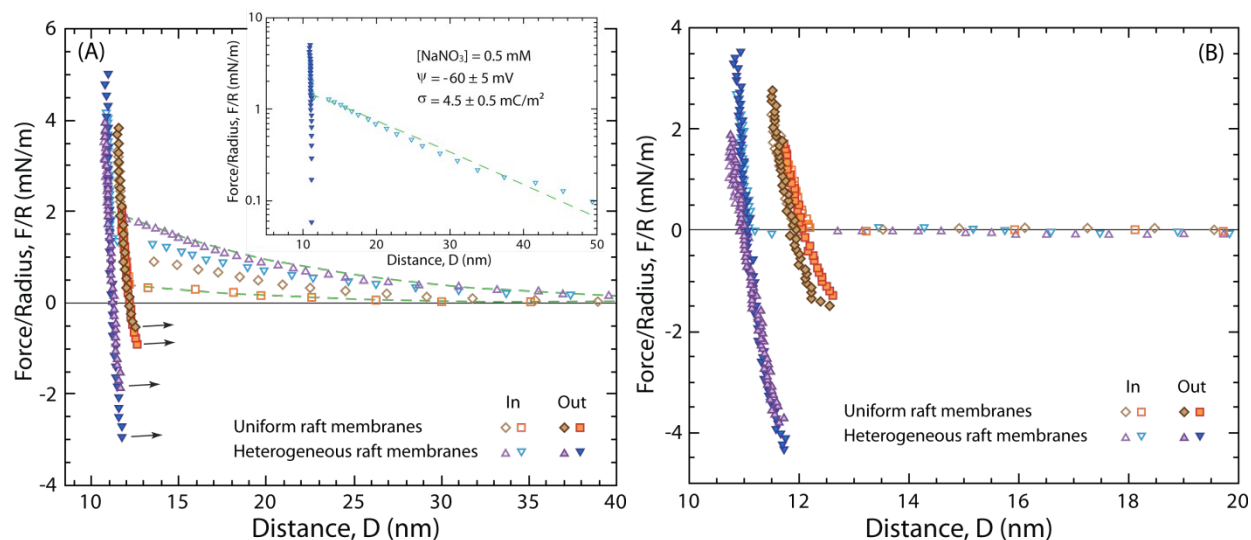 (A)
Force/Radius, F/R (mN/m)
6
4
2
0
-2
-4
10
15
20
25
30
35
40
Distance, D (nm)
Force/Radius, F/R (mN/m)
10
1
0.1
0
10
20
30
40
50
Distance, D (nm)
[NaNO₃] = 0.5 mM
ψ = -60 ± 5 mV
σ = 4.5 ± 0.5 mC/m²
In Out
Uniform raft membranes
Heterogeneous raft membranes
(B)
Force/Radius, F/R (mN/m)
4
2
0
-2
-4
10
12
14
16
18
20
Distance, D (nm)
In Out
Uniform raft membranes
Heterogeneous raft membranes